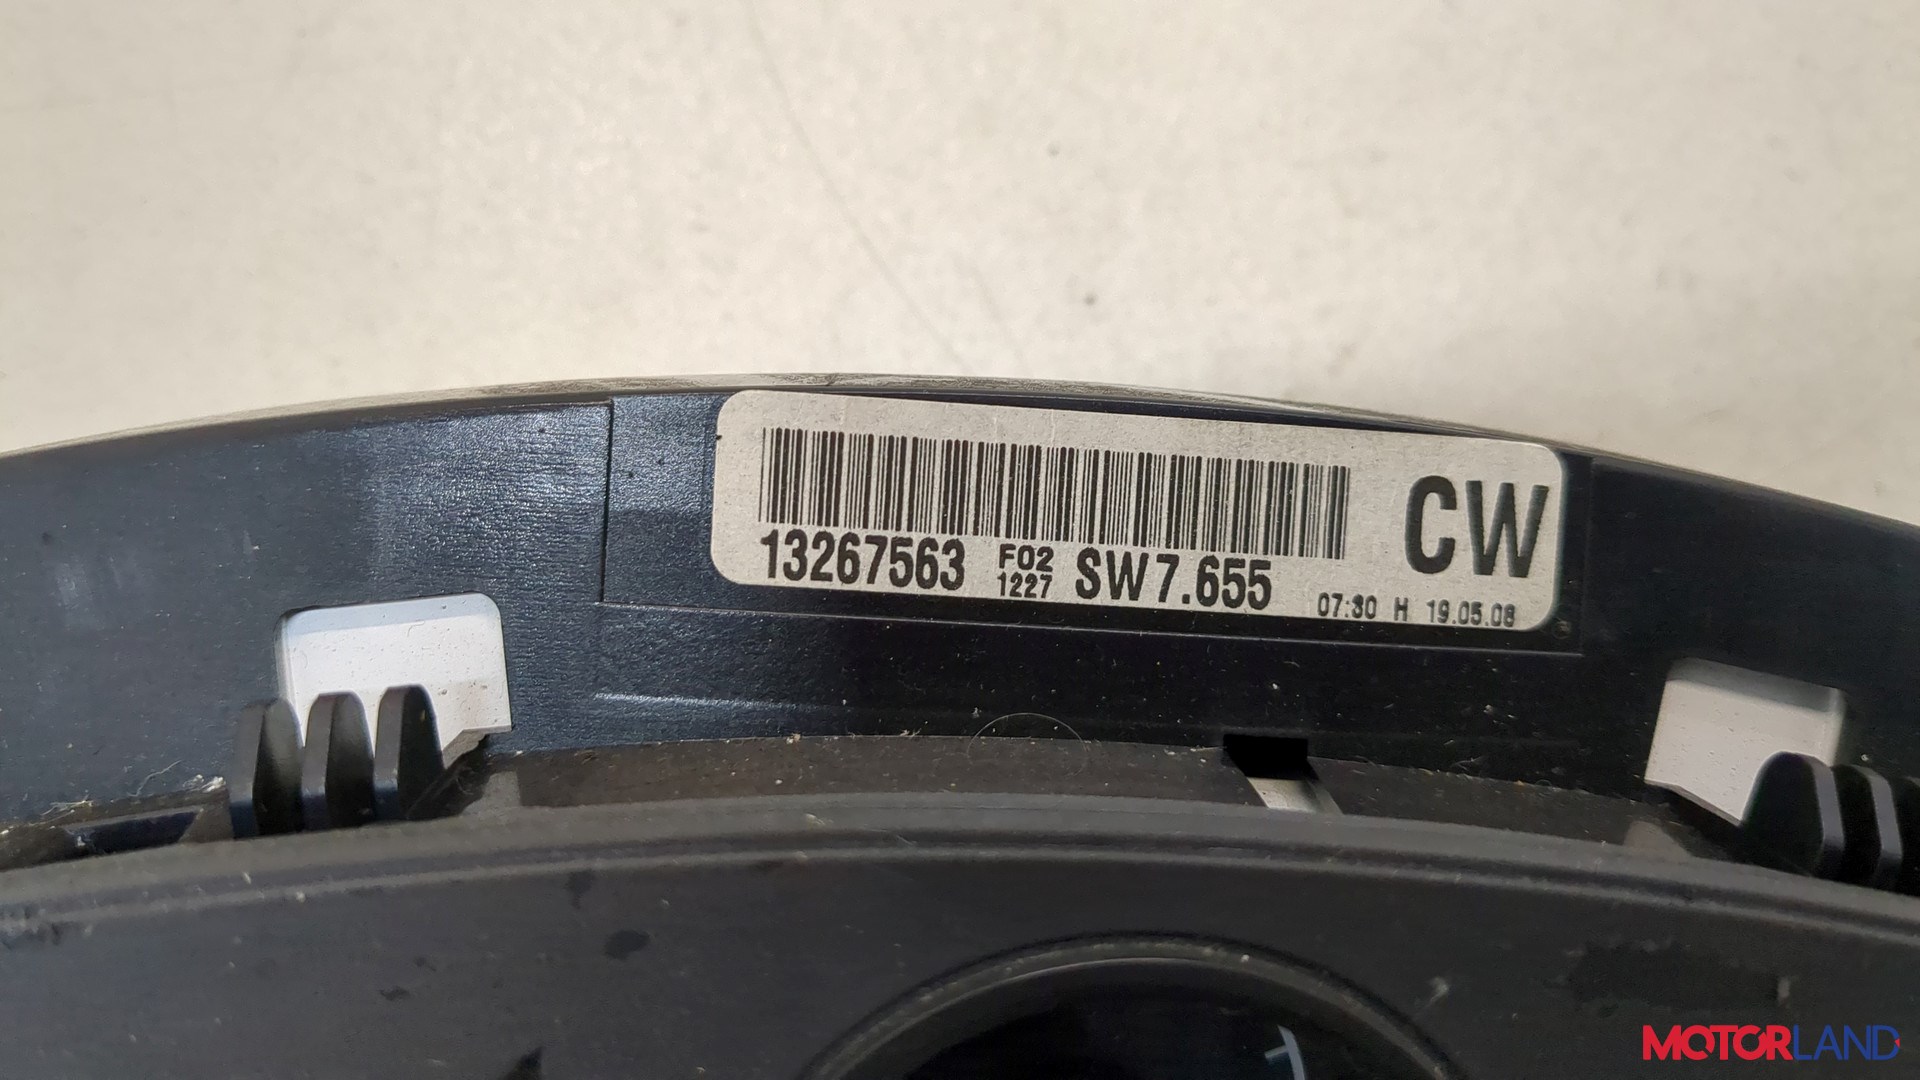 CW
13267563 F02 1227 SW7.655
07:30 H 19.05.08
MOTORLAND